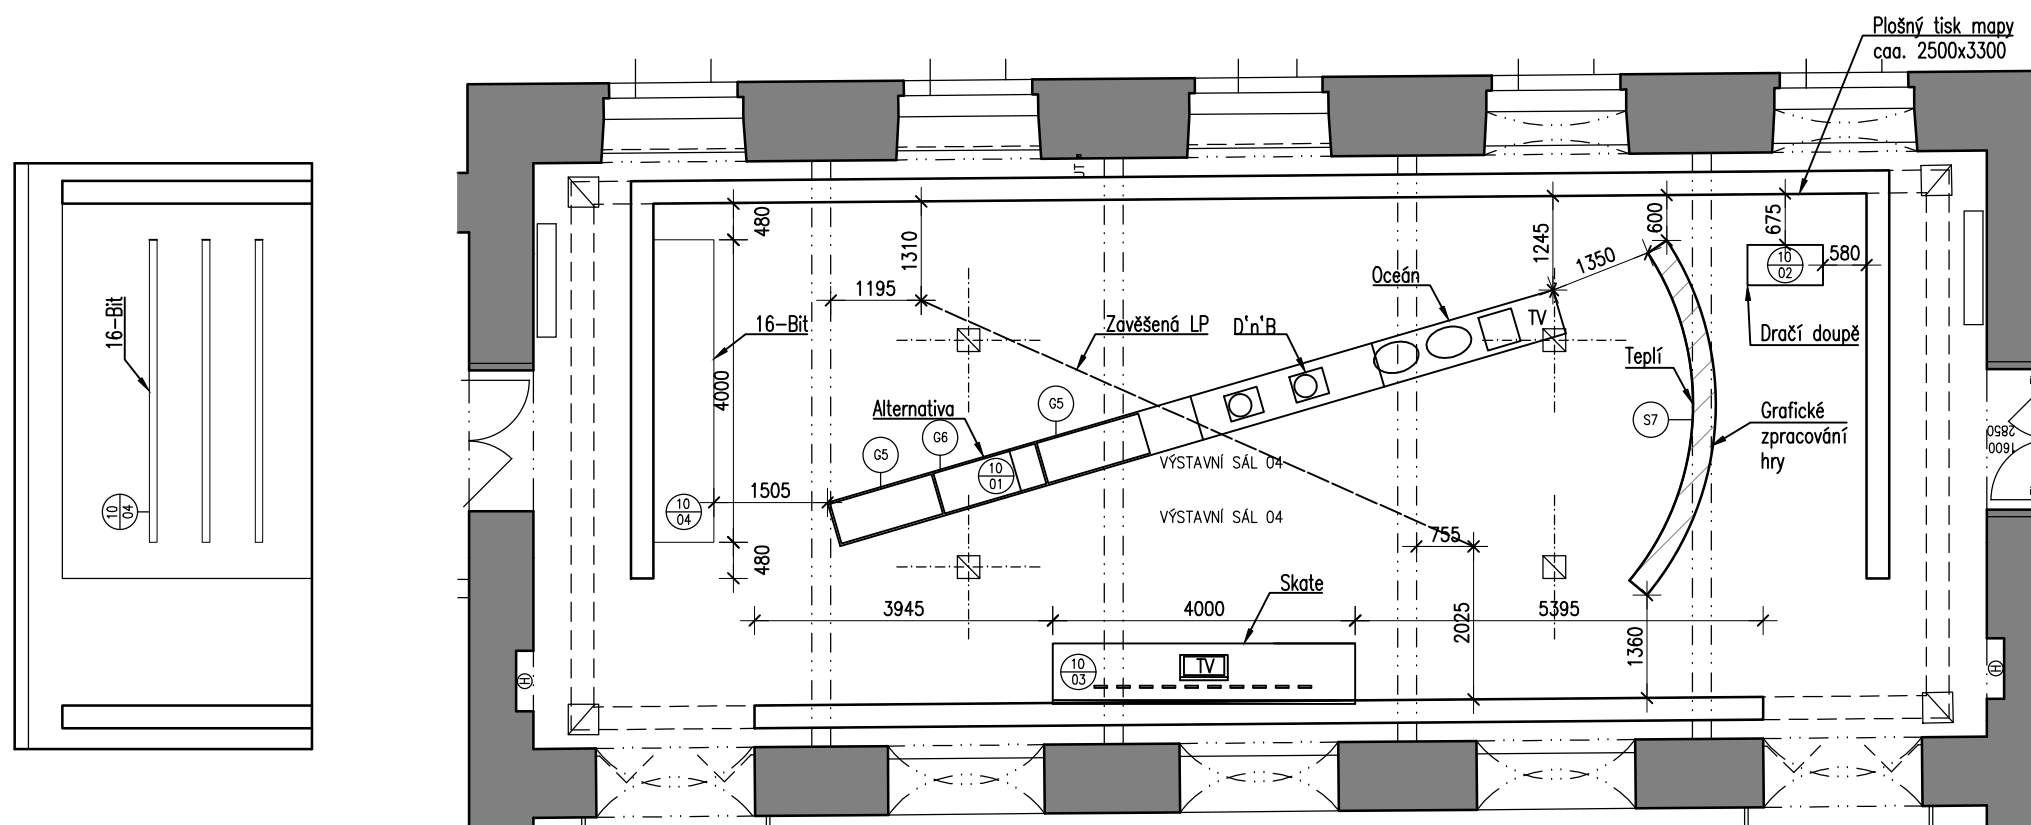 Plošný tisk mapy
caa. 2500x3300
UT
480
1310
1245
600
675
1350
10
02
580
1195
Oceán
16-Bit
16-Bit
Zavěšená LP
D'n'B
TV
Dračí doupě
Teplí
4000
Alternativa
G5
G6
G5
S7
Grafické
zpracování
hry
1600
2850
VÝSTAVNÍ SÁL 04
10
01
1505
10
04
10
04
VÝSTAVNÍ SÁL 04
755
480
Skate
3945
4000
5395
2025
1360
10
03
TV
H
H